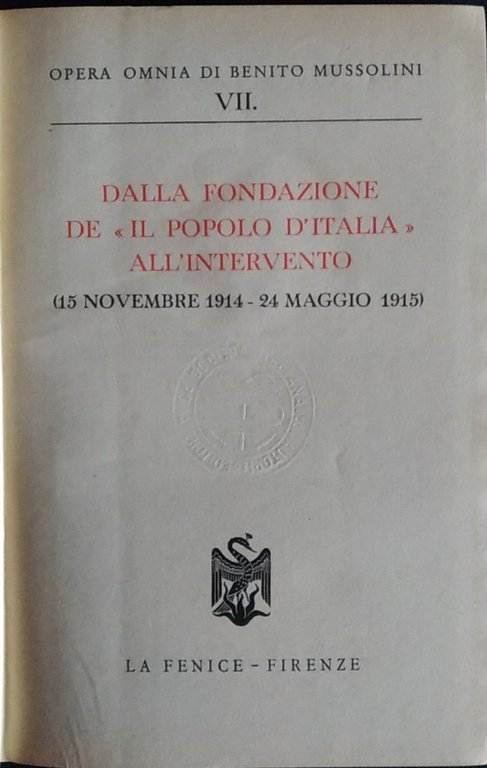 OPERA OMNIA DI BENITO MUSSOLINI
VII.
DALLA FONDAZIONE
DE « IL POPOLO D'ITALIA »
ALL'INTERVENTO
(15 NOVEMBRE 1914 - 24 MAGGIO 1915)
LA FENICE - FIRENZE